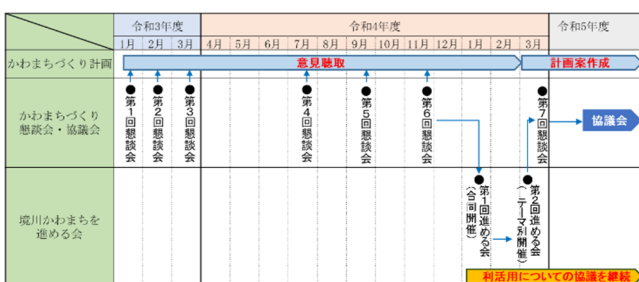 令和3年度 令和4年度 令和5年度
1月 2月 3月 4月 5月 6月 7月 8月 9月 10月 11月 12月 1月 2月 3月
かわまちづくり計画 意見聴取 計画案作成
かわまちづくり
懇談会・協議会
●第1回懇談会
●第2回懇談会
●第3回懇談会
●第4回懇談会
●第5回懇談会
●第6回懇談会
●第7回懇談会
協議会
境川かわまちを
進める会
●第1回進める会
(合同開催)
●第2回進める会
(テーマ別開催)
利活用についての協議を継続